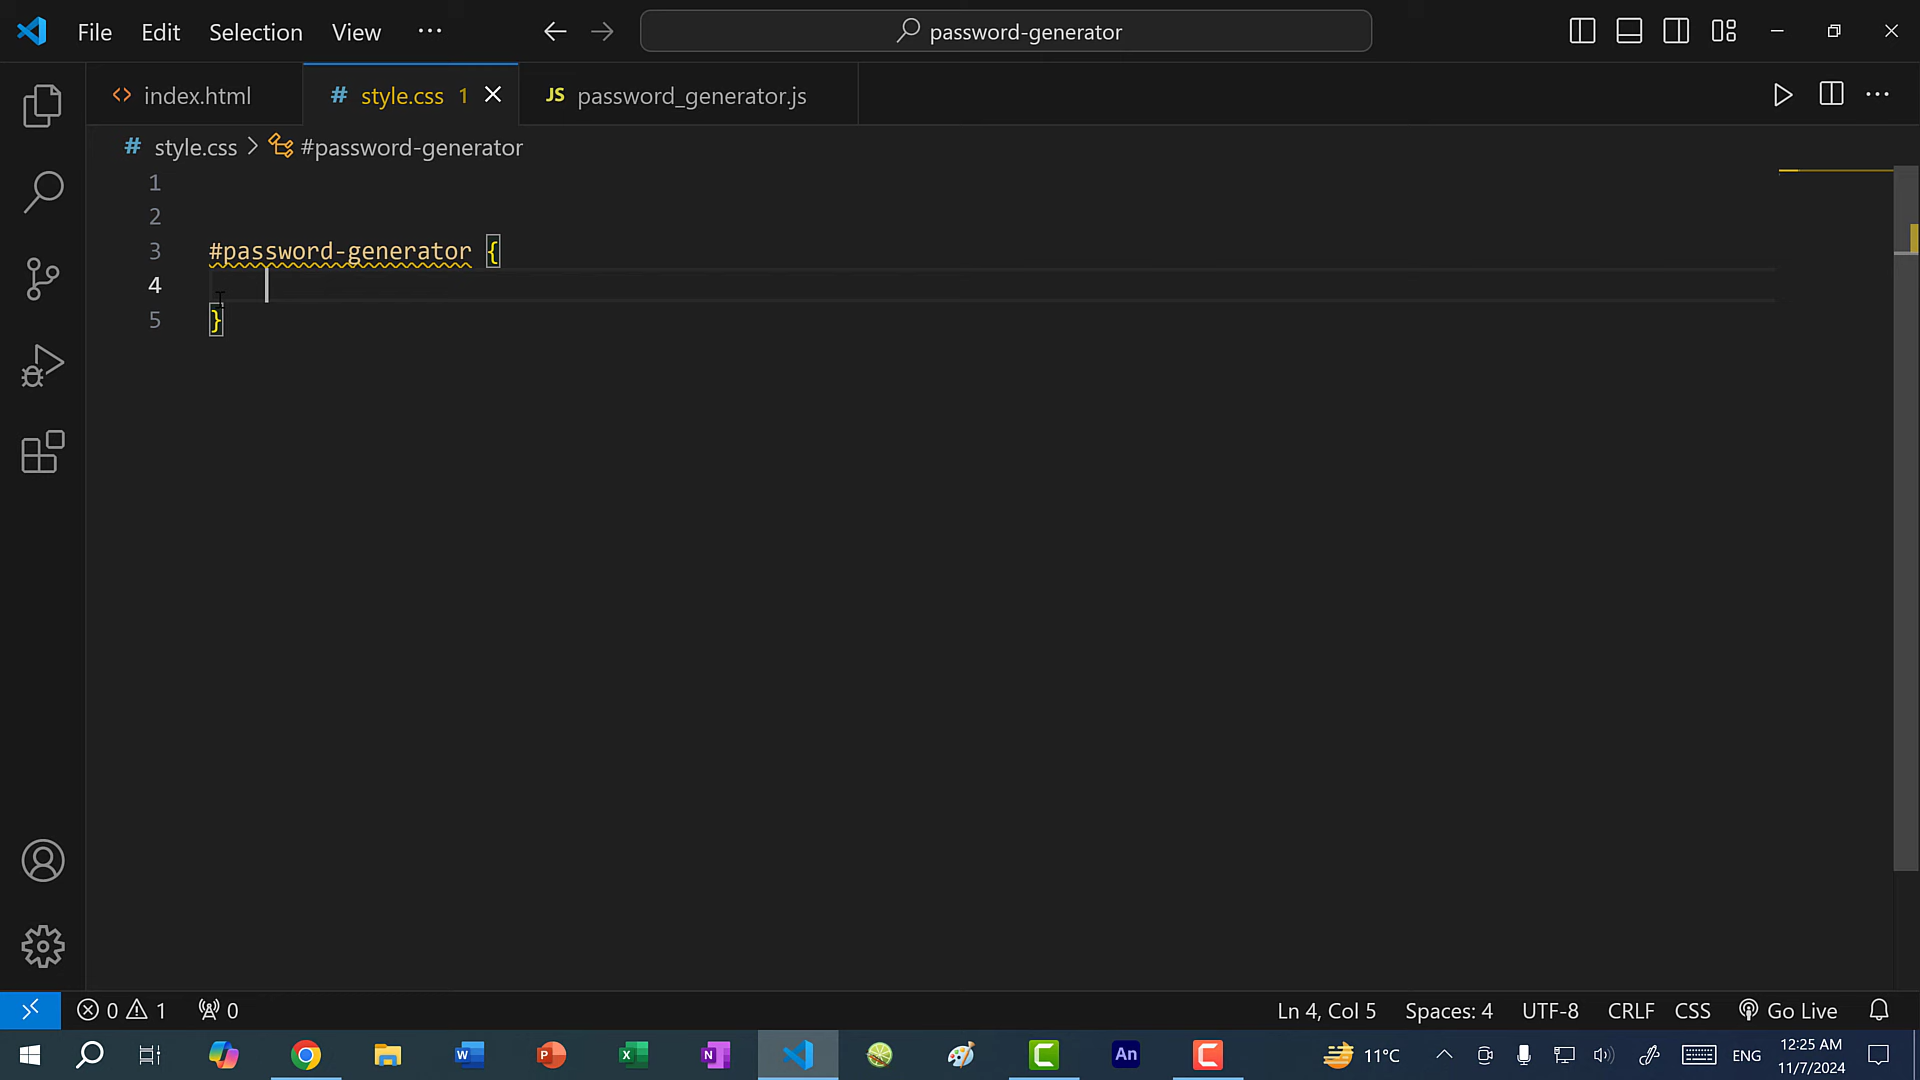 File Edit Selection View ··· password-generator
index.html # style.css 1 JS password_generator.js ···
# style.css > #password-generator
1
2
3 #password-generator {
4
5 }
0 1 0 Ln 4, Col 5 Spaces: 4 UTF-8 CRLF CSS Go Live
W P X N An C 11°C ENG 12:25 AM
11/7/2024